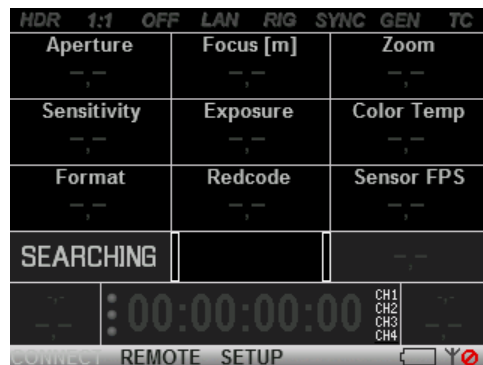 HDR 1:1 OFF LAN RIG SYNC GEN TC
Aperture Focus [m] Zoom
--,-- --,-- --,--
Sensitivity Exposure Color Temp
--,-- --,-- --,--
Format Redcode Sensor FPS
--,-- --,-- --,--
SEARCHING --,--
-,- 00:00:00:00 CH1 -,-
CH2
--,-- CH3 --,--
CH4
CONNECT REMOTE SETUP